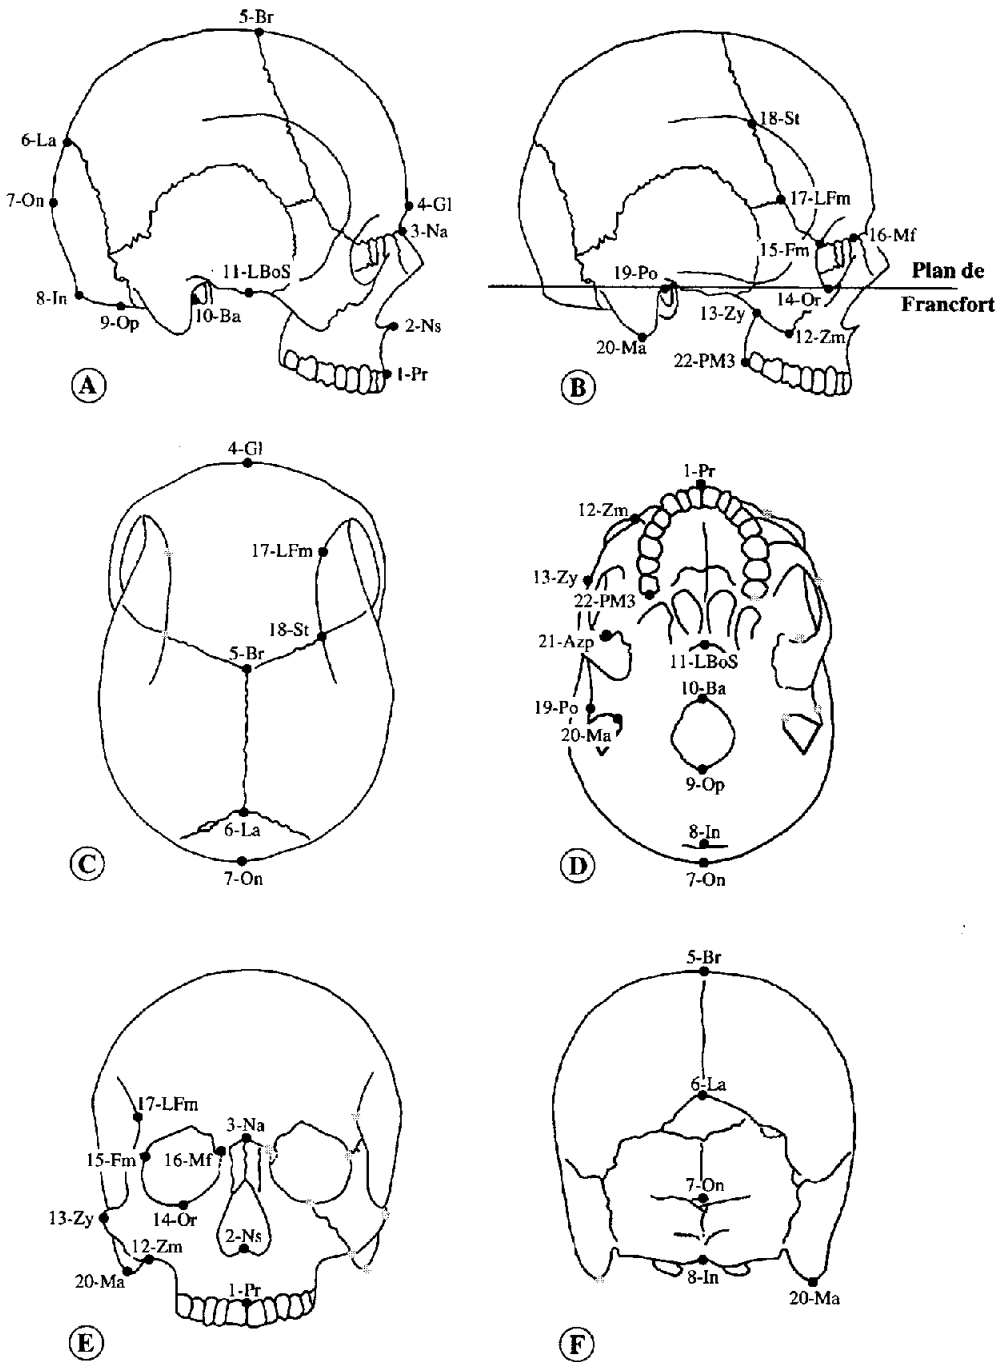 5-Br
6-La
7-On
4-Gl
3-Na
11-LBoS
8-In
9-Op
10-Ba
2-Ns
1-Pr
A
18-St
17-LFm
16-Mf
15-Fm
19-Po
Plan de
14-Or
Francfort
13-Zy
20-Ma
12-Zm
22-PM3
B
4-Gl
17-LFm
18-St
5-Br
6-La
7-On
C
1-Pr
12-Zm
13-Zy
22-PM3
21-Azp
11-LBoS
10-Ba
19-Po
20-Ma
9-Op
8-In
7-On
D
17-LFm
3-Na
15-Fm
16-Mf
13-Zy
14-Or
2-Ns
12-Zm
20-Ma
1-Pr
E
5-Br
6-La
7-On
8-In
20-Ma
F